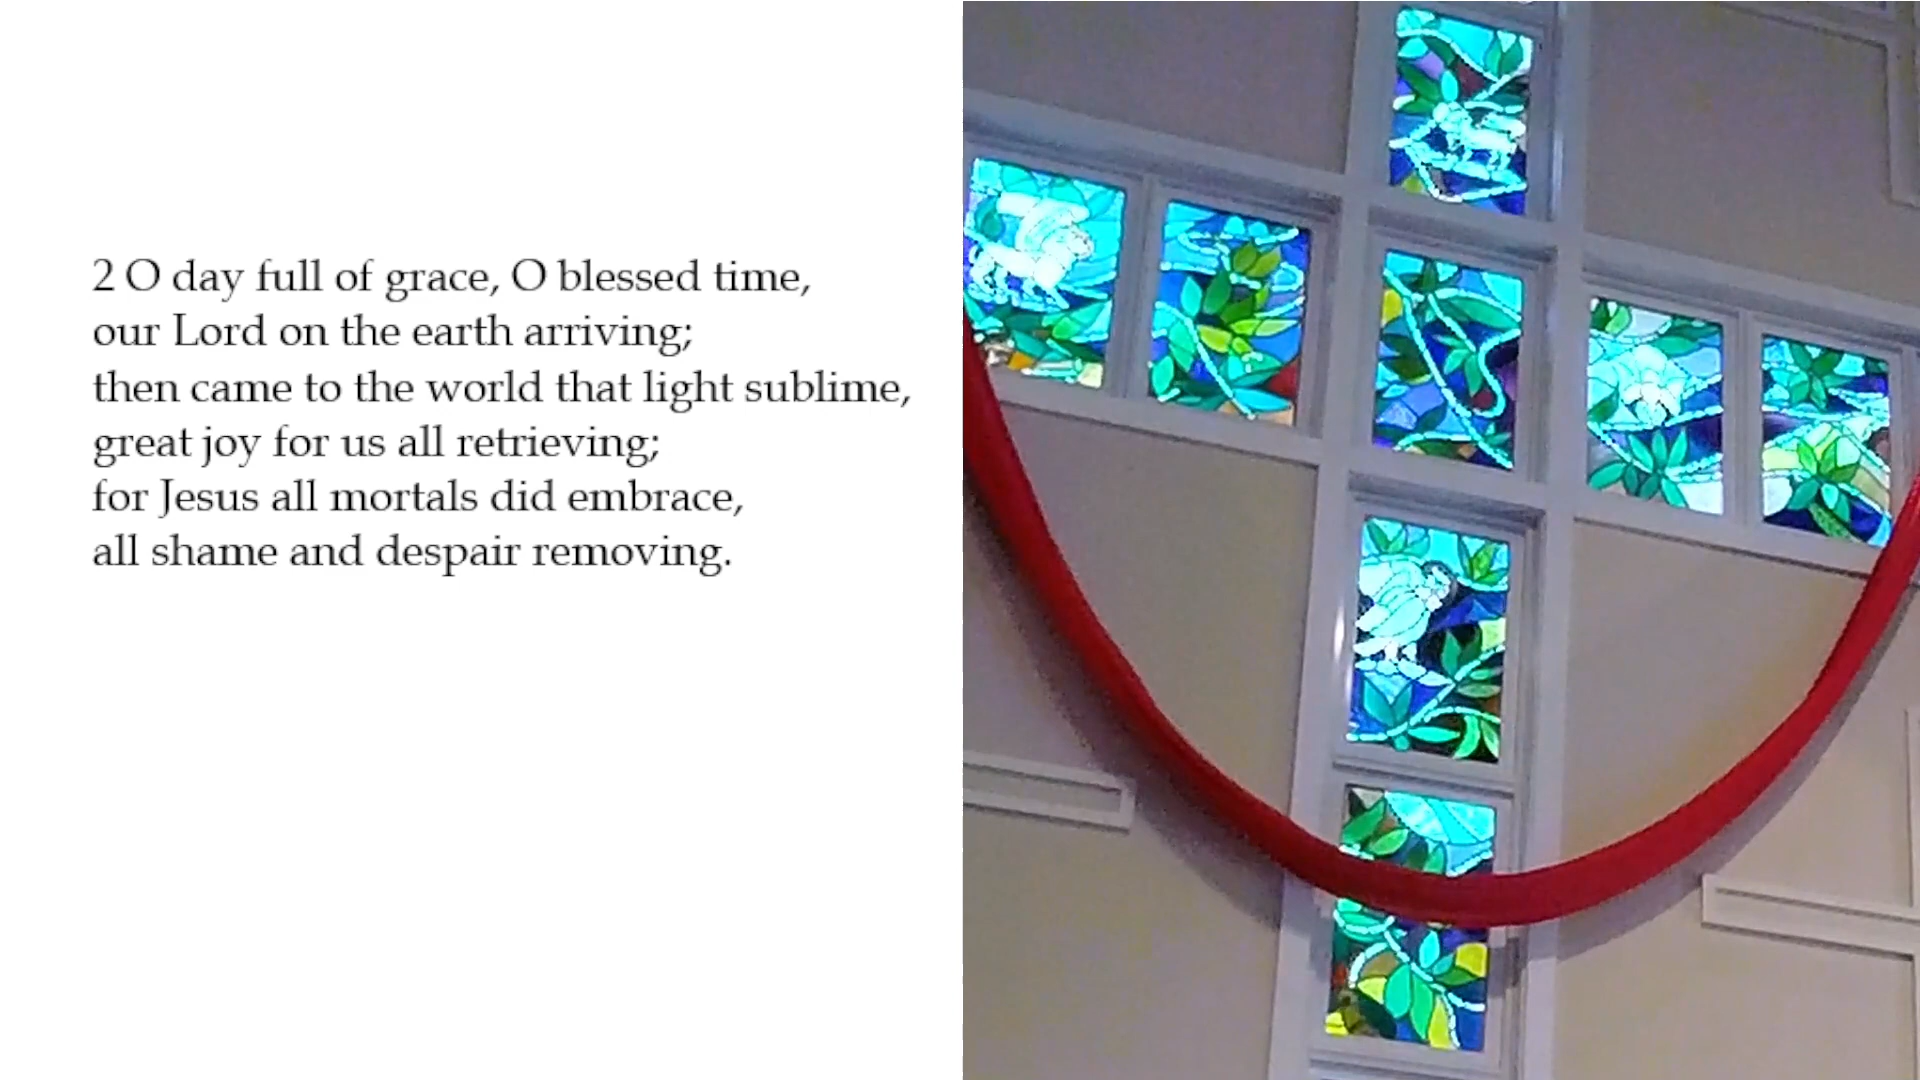 2 O day full of grace, O blessed time,
our Lord on the earth arriving;
then came to the world that light sublime,
great joy for us all retrieving;
for Jesus all mortals did embrace,
all shame and despair removing.